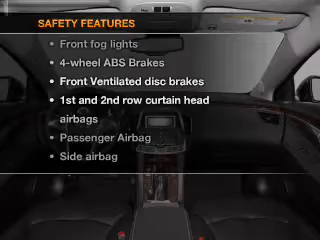 SAFETY FEATURES
• Front fog lights
• 4-wheel ABS Brakes
• Front Ventilated disc brakes
• 1st and 2nd row curtain head
airbags
• Passenger Airbag
• Side airbag